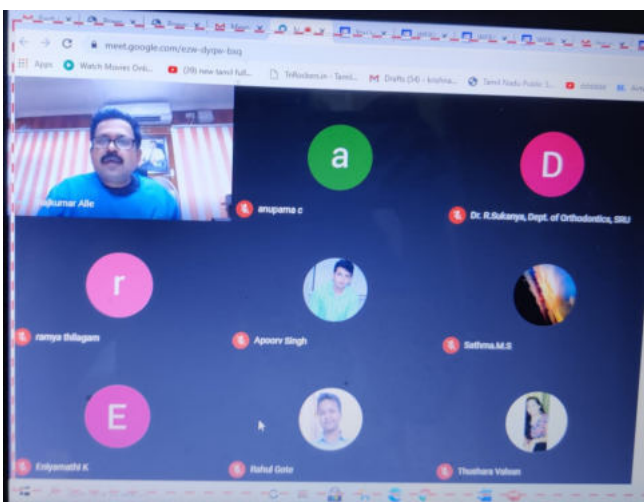 meet.google.com/ezw-dyqw-bsq
Apps Watch Movies Onli... (29) new tamil full... TnRockers.in - Tamil... Drafts (54) - krishna... Tamil Nadu Public S...
a
D
kumar Alle
anupama c
Dr. R.Sukanya, Dept. of Orthodontics, SRU
r
ramya thilagam
Apoorv Singh
Sathma.M.S
E
Eniyamathi K
Rahul Gote
Thushara Valsan